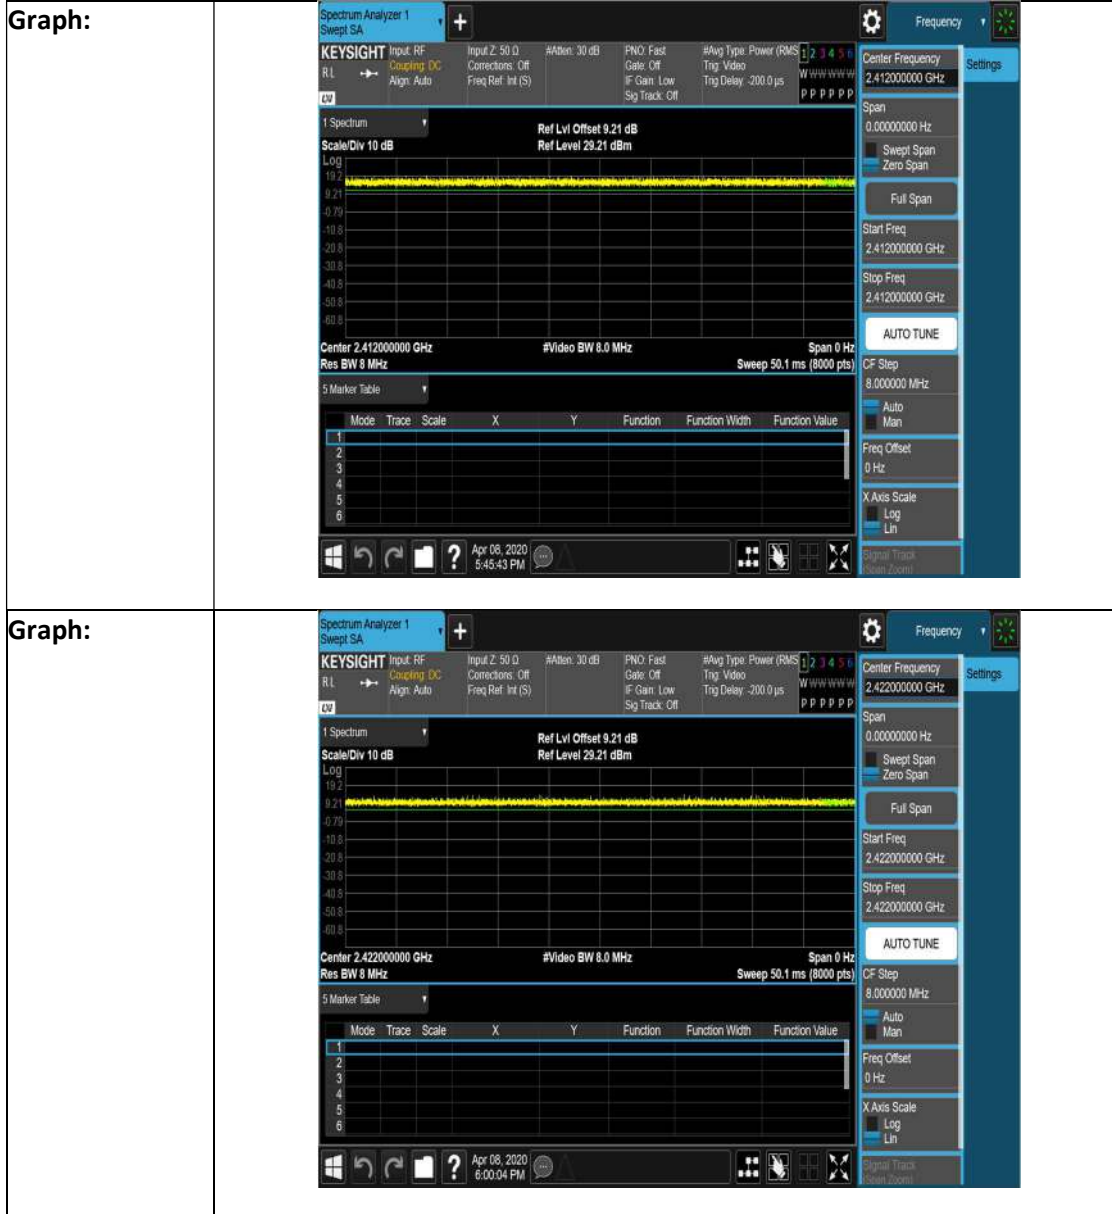 Graph:
Spectrum Analyzer 1
Swept SA
+
Frequency
KEYSIGHT Input: RF Input Z: 50 Ω #Atten: 30 dB PNO: Fast #Avg Type: Power (RMS 1 2 3 4 5 6
R L Coupling: DC Corrections: Off Gate: Off Trig: Video W W W W W W
Align: Auto Freq Ref: Int (S) IF Gain: Low Trig Delay: -200.0 µs
LV Sig Track: Off P P P P P P
1 Spectrum
Ref Lvl Offset 9.21 dB
Scale/Div 10 dB Ref Level 29.21 dBm
Log
19.2
9.21
-0.79
-10.8
-20.8
-30.8
-40.8
-50.8
-60.8
Center 2.412000000 GHz #Video BW 8.0 MHz Span 0 Hz
Res BW 8 MHz Sweep 50.1 ms (8000 pts)
5 Marker Table
Mode Trace Scale X Y Function Function Width Function Value
1
2
3
4
5
6
Apr 08, 2020
5:45:43 PM
Center Frequency
2.412000000 GHz
Settings
Span
0.00000000 Hz
Swept Span
Zero Span
Full Span
Start Freq
2.412000000 GHz
Stop Freq
2.412000000 GHz
AUTO TUNE
CF Step
8.000000 MHz
Auto
Man
Freq Offset
0 Hz
X Axis Scale
Log
Lin
Signal Track
(Span Zoom)
Graph:
Spectrum Analyzer 1
Swept SA
+
Frequency
KEYSIGHT Input: RF Input Z: 50 Ω #Atten: 30 dB PNO: Fast #Avg Type: Power (RMS 1 2 3 4 5 6
R L Coupling: DC Corrections: Off Gate: Off Trig: Video W W W W W W
Align: Auto Freq Ref: Int (S) IF Gain: Low Trig Delay: -200.0 µs
LV Sig Track: Off P P P P P P
1 Spectrum
Ref Lvl Offset 9.21 dB
Scale/Div 10 dB Ref Level 29.21 dBm
Log
19.2
9.21
-0.79
-10.8
-20.8
-30.8
-40.8
-50.8
-60.8
Center 2.422000000 GHz #Video BW 8.0 MHz Span 0 Hz
Res BW 8 MHz Sweep 50.1 ms (8000 pts)
5 Marker Table
Mode Trace Scale X Y Function Function Width Function Value
1
2
3
4
5
6
Apr 08, 2020
6:00:04 PM
Center Frequency
2.422000000 GHz
Settings
Span
0.00000000 Hz
Swept Span
Zero Span
Full Span
Start Freq
2.422000000 GHz
Stop Freq
2.422000000 GHz
AUTO TUNE
CF Step
8.000000 MHz
Auto
Man
Freq Offset
0 Hz
X Axis Scale
Log
Lin
Signal Track
(Span Zoom)